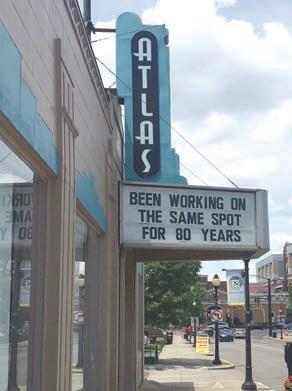 ATLAS
BEEN WORKING ON
THE SAME SPOT
FOR 80 YEARS